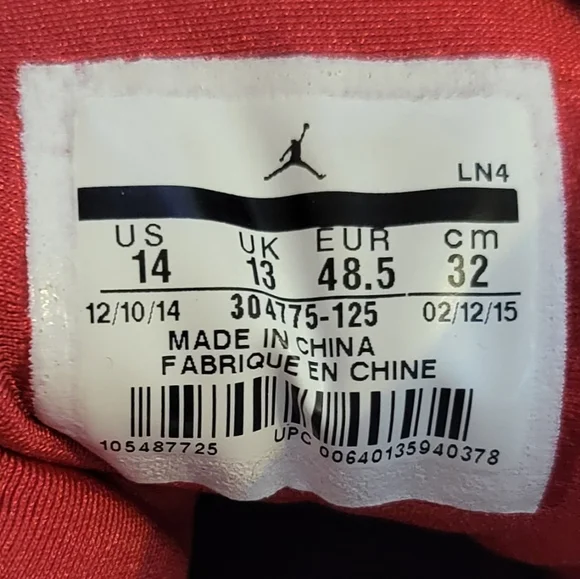 LN4
US UK EUR cm
14 13 48.5 32
12/10/14 304775-125 02/12/15
MADE IN CHINA
FABRIQUE EN CHINE
105487725 UPC 00640135940378